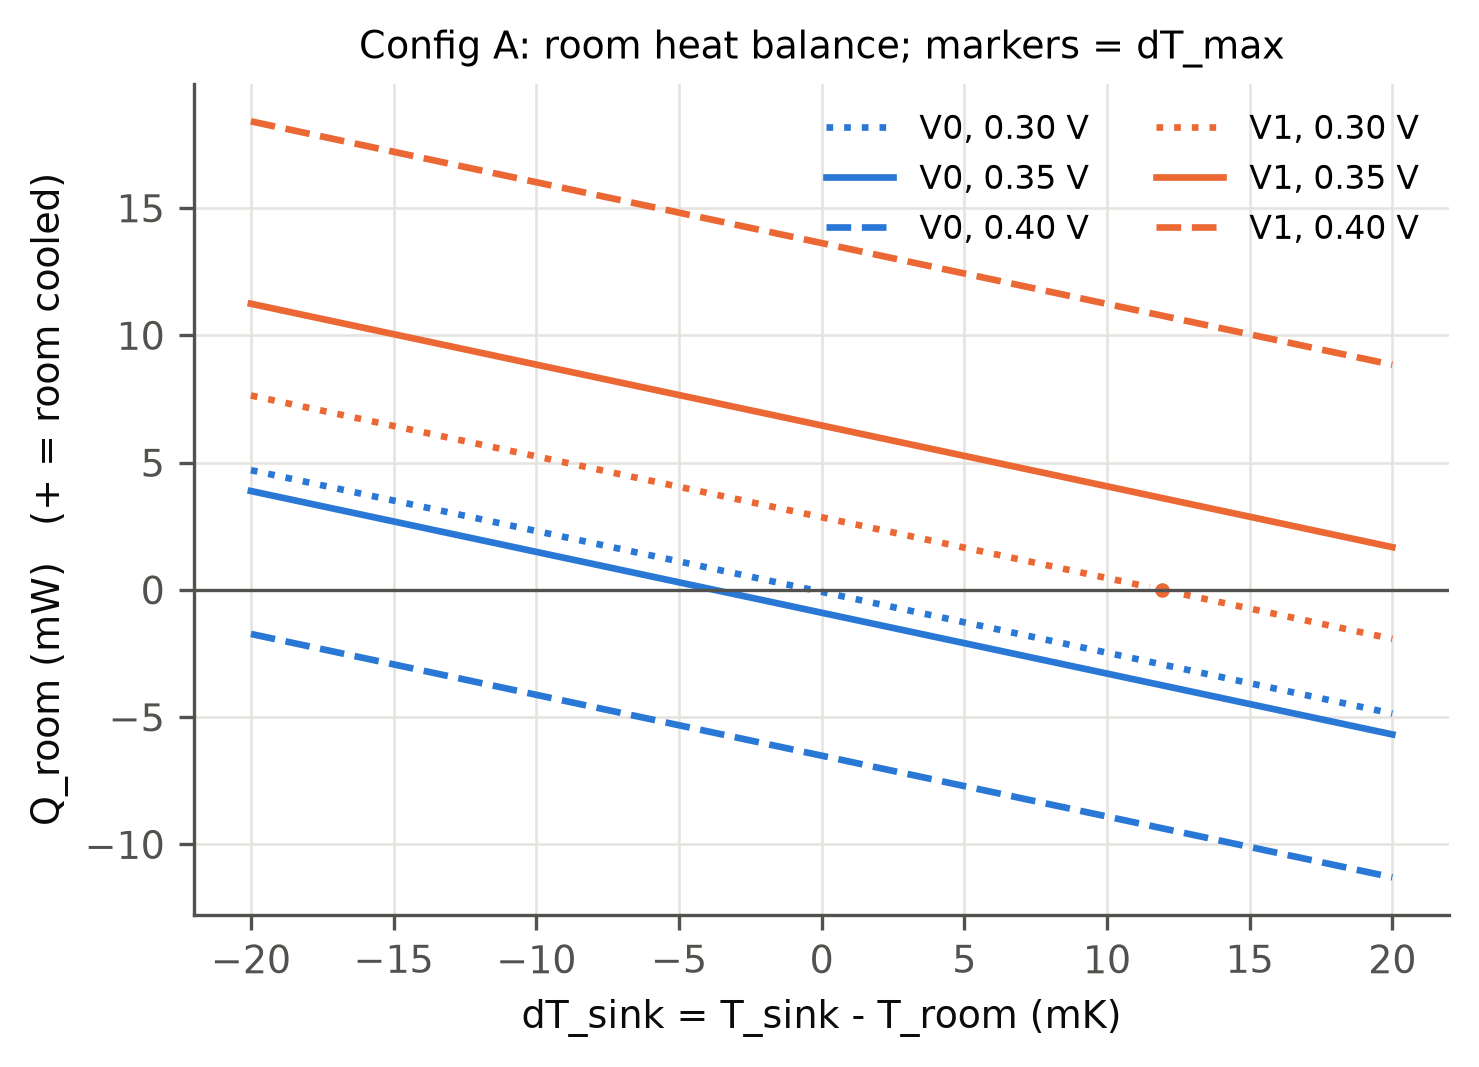 Config A: room heat balance; markers = dT_max
V0, 0.30 V
V0, 0.35 V
V0, 0.40 V
V1, 0.30 V
V1, 0.35 V
V1, 0.40 V
Q_room (mW)   (+ = room cooled)
15
10
5
0
−5
−10
−20 −15 −10 −5 0 5 10 15 20
dT_sink = T_sink - T_room (mK)